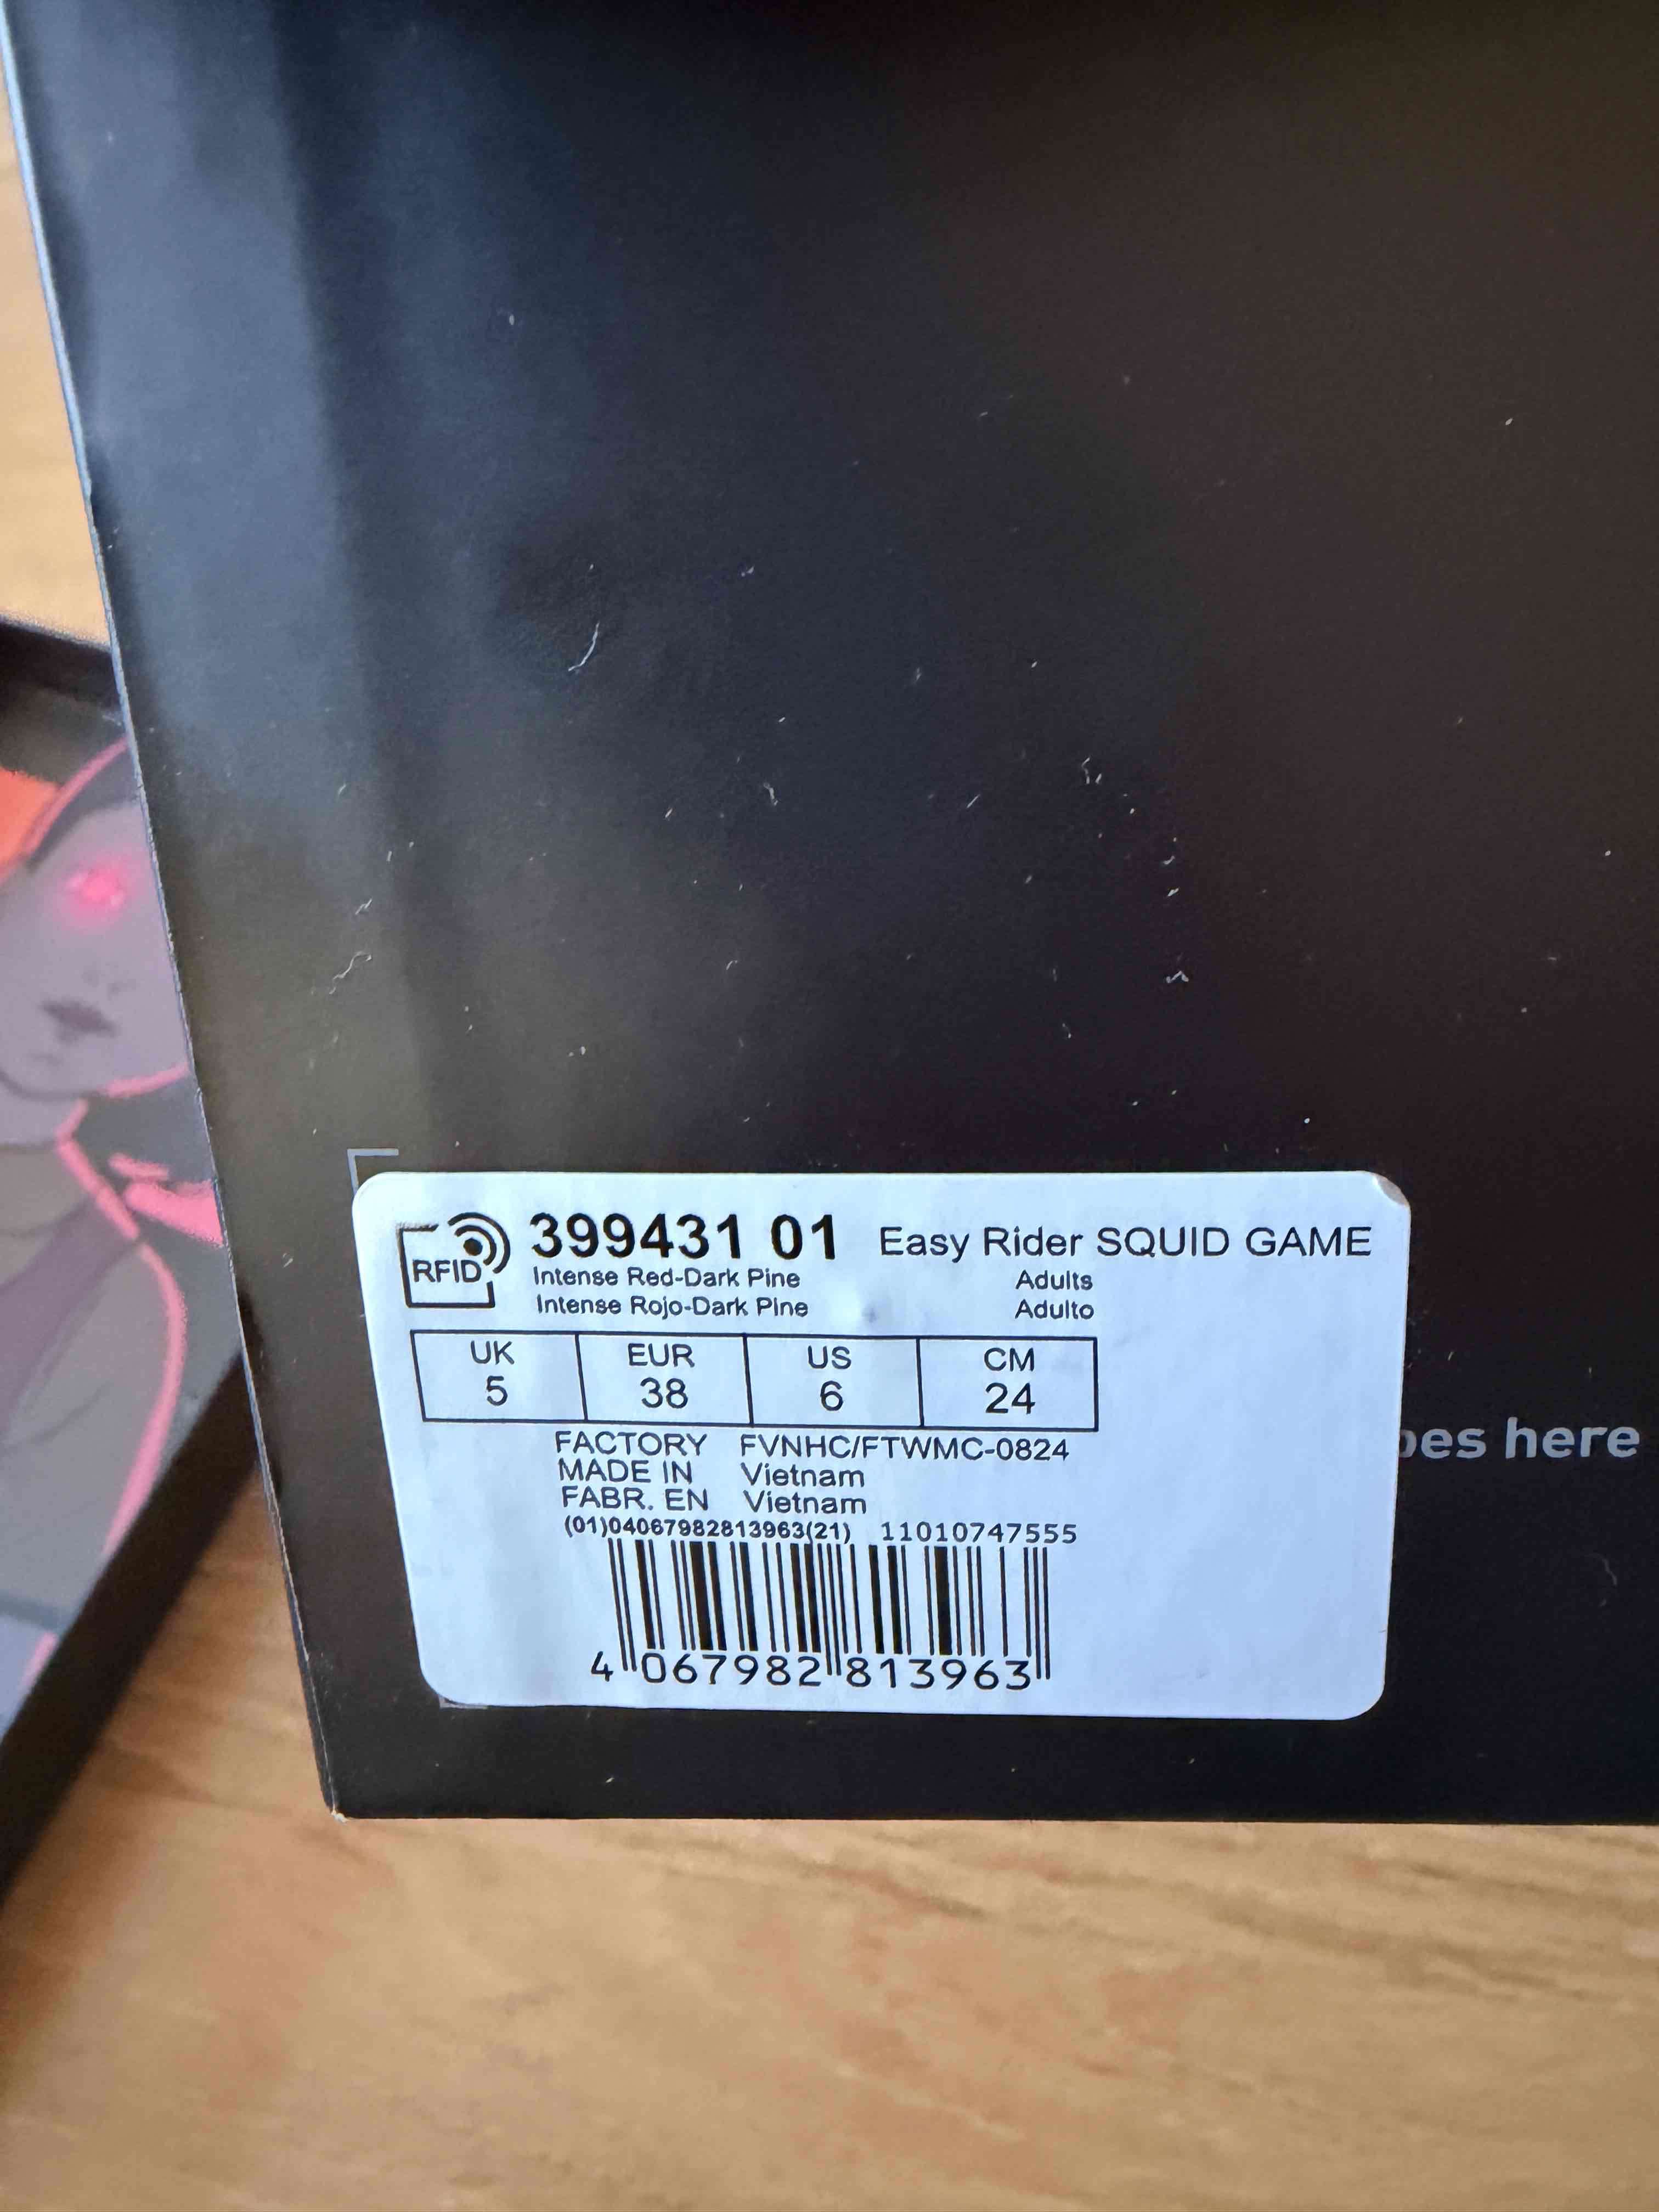 RFID
399431 01 Easy Rider SQUID GAME
Intense Red-Dark Pine Adults
Intense Rojo-Dark Pine Adulto
UK EUR US CM
5 38 6 24
FACTORY FVNHC/FTWMC-0824
MADE IN Vietnam
FABR. EN Vietnam
(01)04067982813963(21) 11010747555
4 067982 813963
here